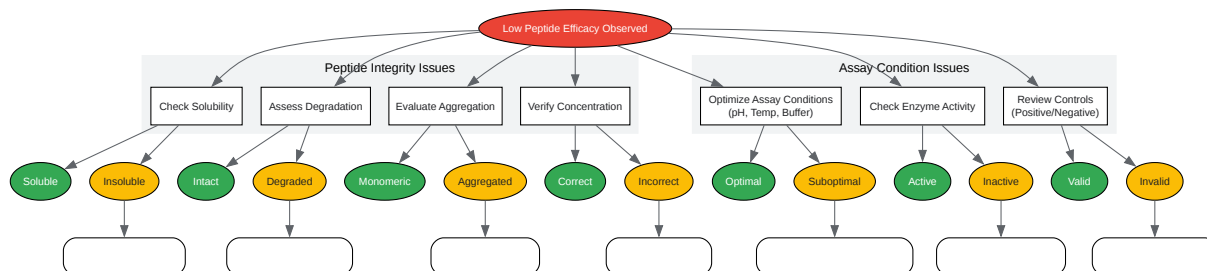 Low Peptide Efficacy Observed
Peptide Integrity Issues
Assay Condition Issues
Check Solubility
Assess Degradation
Evaluate Aggregation
Verify Concentration
Optimize Assay Conditions
(pH, Temp, Buffer)
Check Enzyme Activity
Review Controls
(Positive/Negative)
Soluble
Insoluble
Intact
Degraded
Monomeric
Aggregated
Correct
Incorrect
Optimal
Suboptimal
Active
Inactive
Valid
Invalid